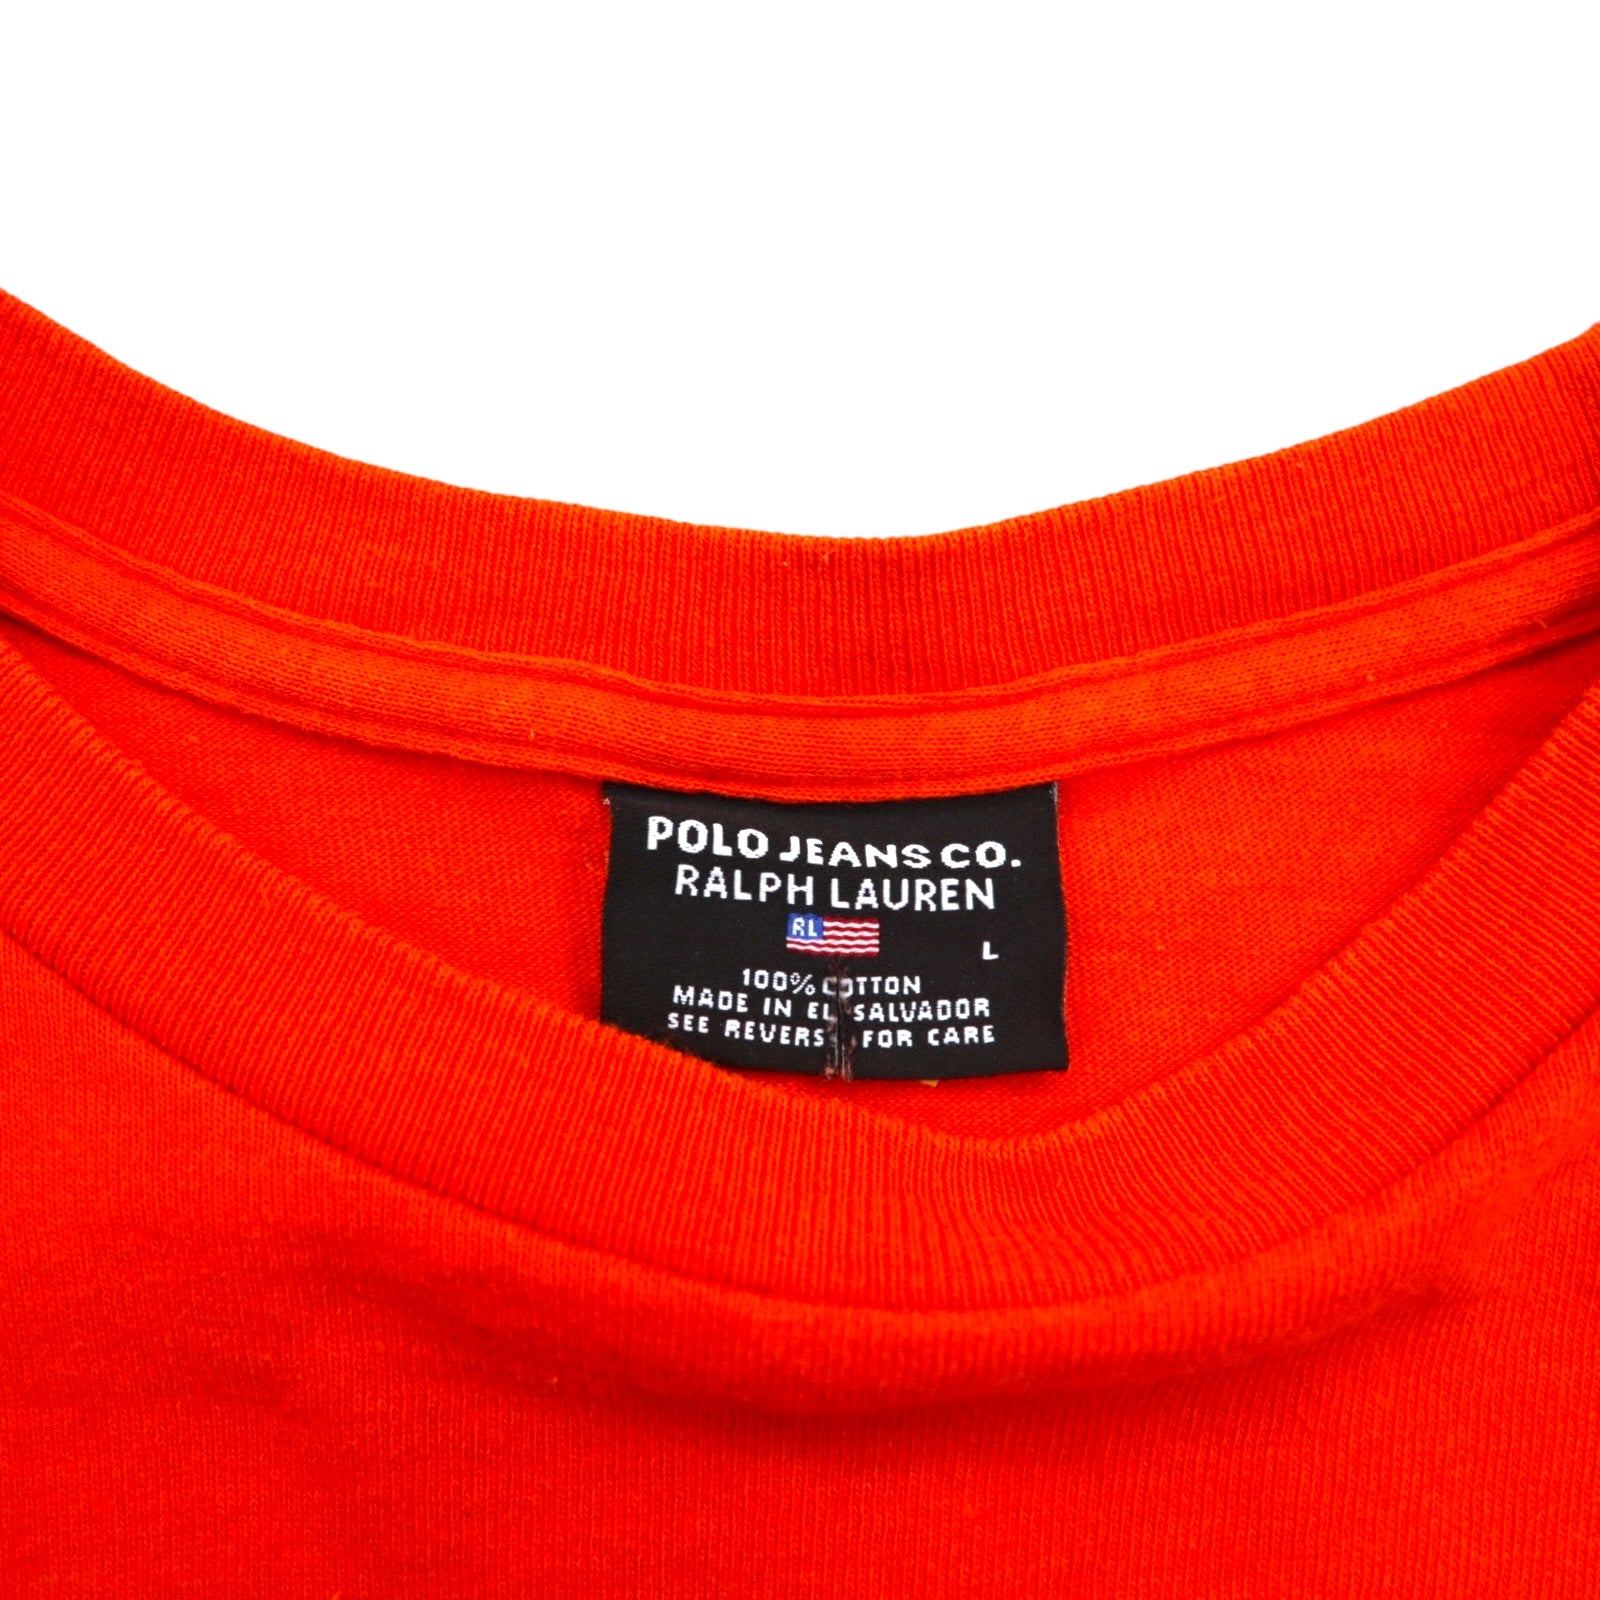 POLO JEANS CO.
RALPH LAUREN
RL
L
100% COTTON
MADE IN EL SALVADOR
SEE REVERSE FOR CARE